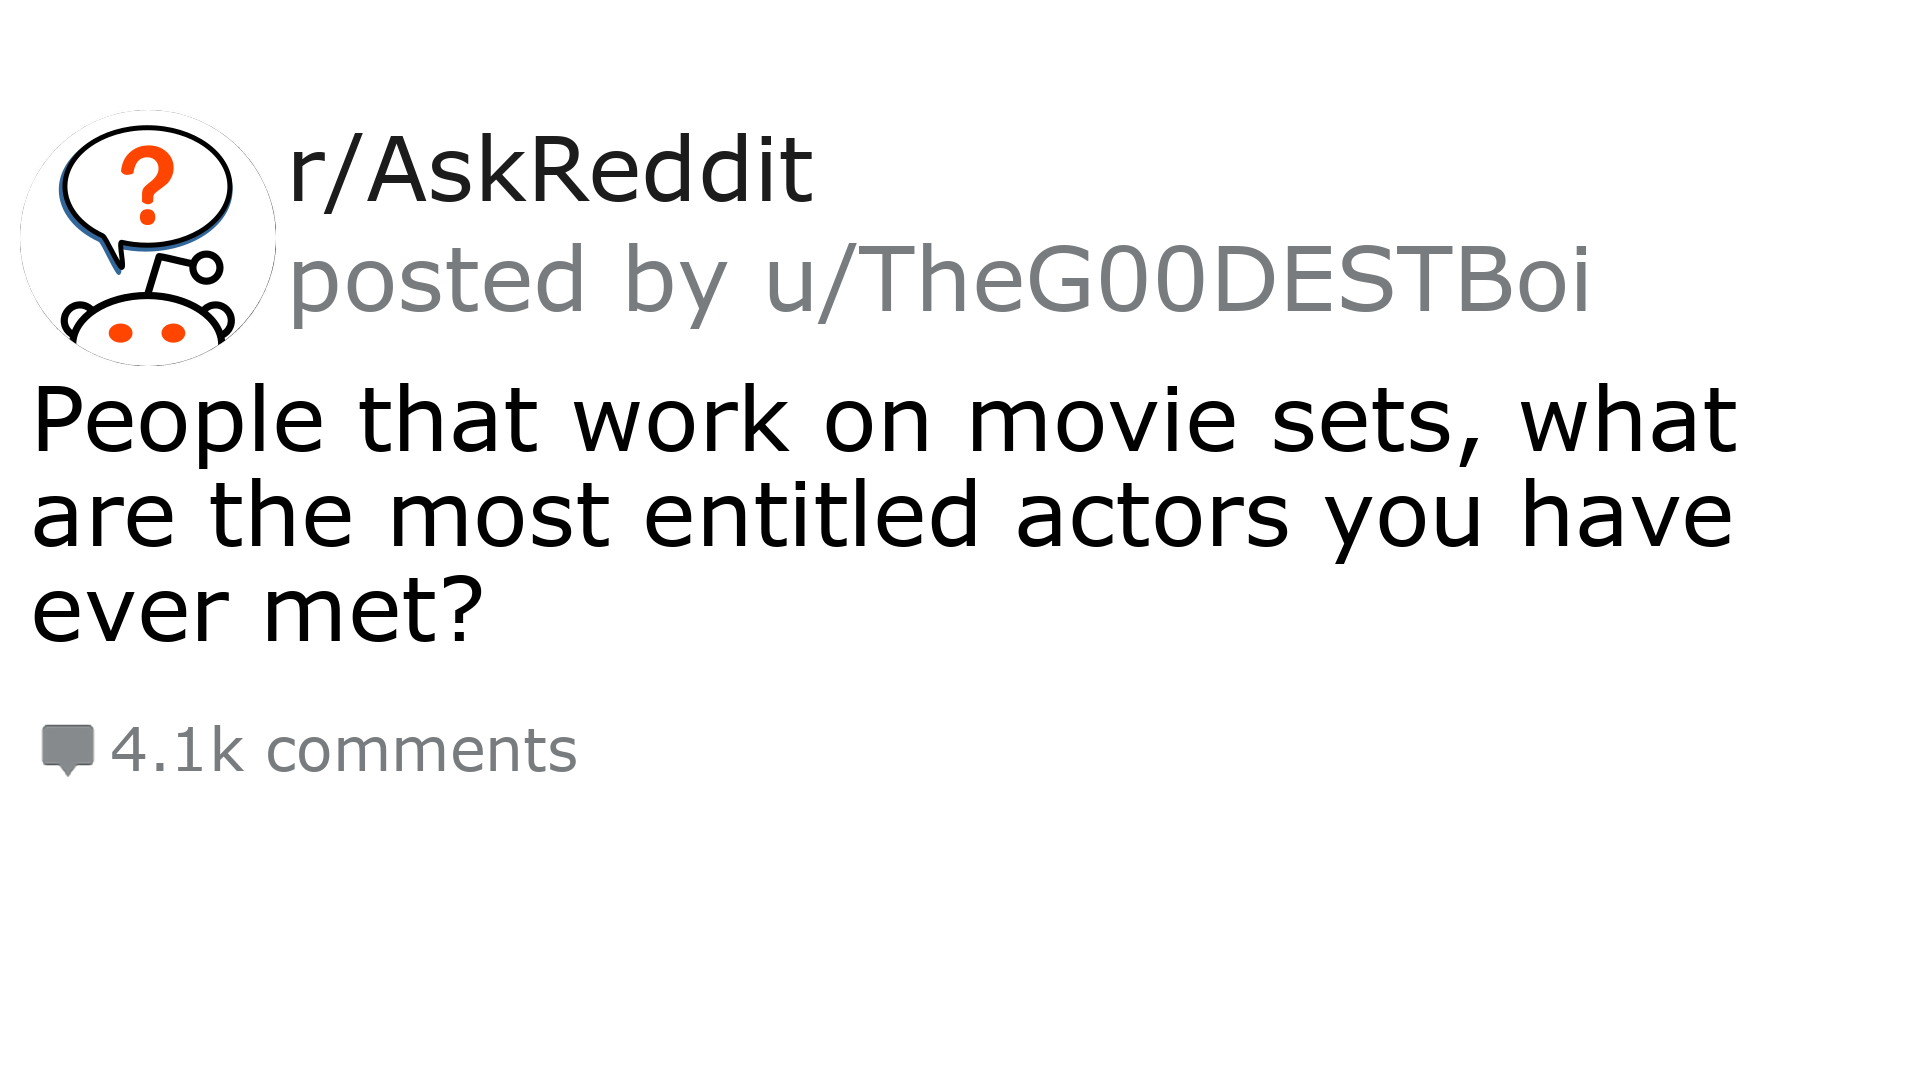 ?
r/AskReddit
posted by u/TheG00DESTBoi
People that work on movie sets, what
are the most entitled actors you have
ever met?
4.1k comments